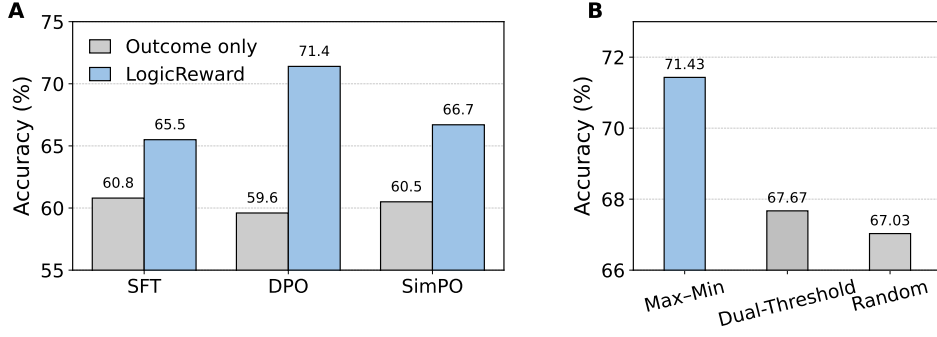 A
Accuracy (%)
75
70
65
60
55
Outcome only
LogicReward
60.8
65.5
59.6
71.4
60.5
66.7
SFT
DPO
SimPO
B
Accuracy (%)
72
70
68
66
71.43
67.67
67.03
Max–Min
Dual-Threshold
Random